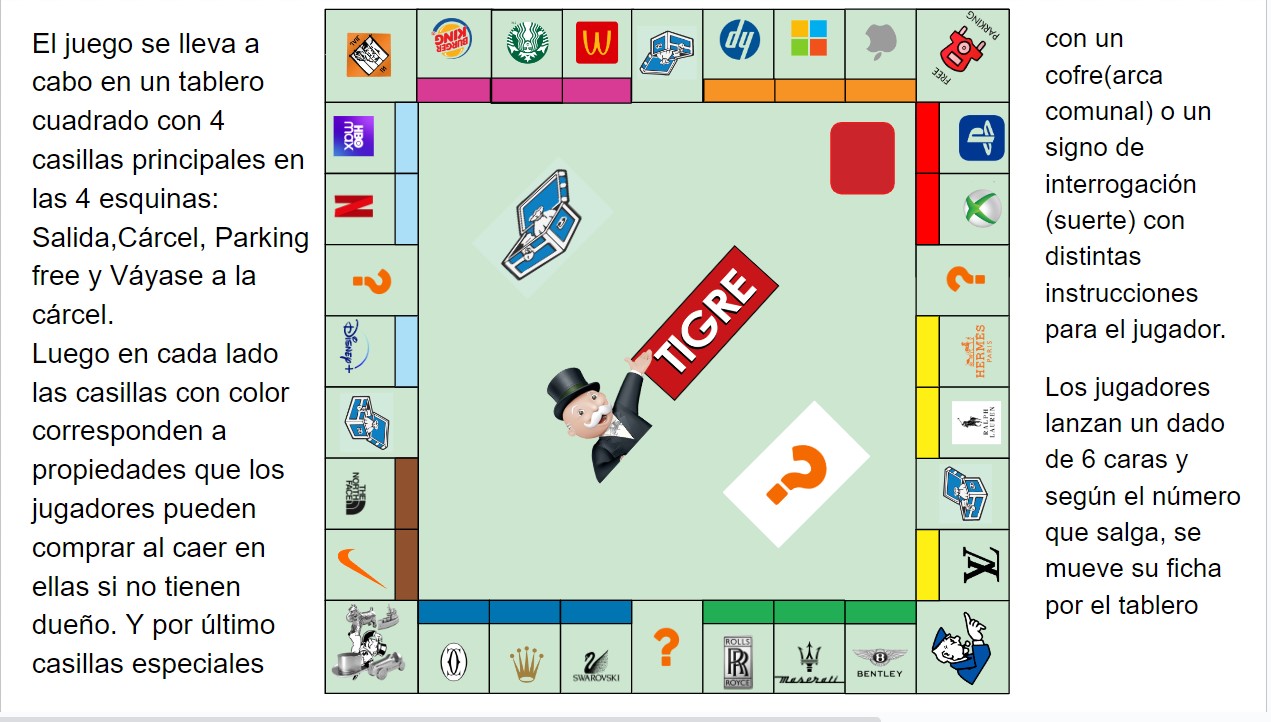 El juego se lleva a
cabo en un tablero
cuadrado con 4
casillas principales en
las 4 esquinas:
Salida,Cárcel, Parking
free y Váyase a la
cárcel.
Luego en cada lado
las casillas con color
corresponden a
propiedades que los
jugadores pueden
comprar al caer en
ellas si no tienen
dueño. Y por último
casillas especiales
BURGER
KING
hp
FREE
PARKING
HBO
max
N
?
Disney+
THE
NORTH
FACE
TIGRE
?
?
HERMES
PARIS
RALPH
LAUREN
LV
SWAROVSKI
?
ROLLS
RR
ROYCE
Maserati
B
BENTLEY
con un
cofre(arca
comunal) o un
signo de
interrogación
(suerte) con
distintas
instrucciones
para el jugador.
Los jugadores
lanzan un dado
de 6 caras y
según el número
que salga, se
mueve su ficha
por el tablero